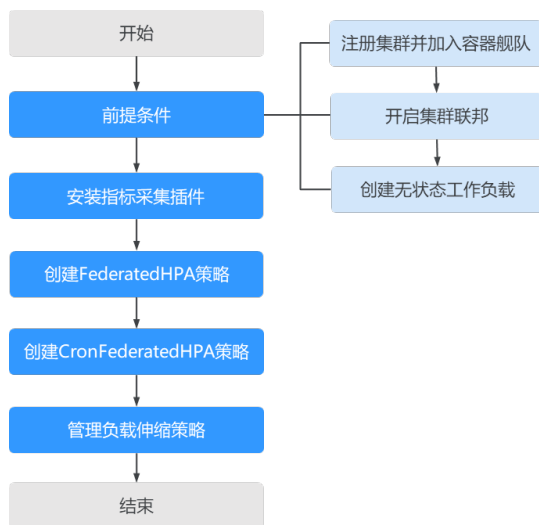 开始
前提条件
注册集群并加入容器舰队
开启集群联邦
创建无状态工作负载
安装指标采集插件
创建FederatedHPA策略
创建CronFederatedHPA策略
管理负载伸缩策略
结束